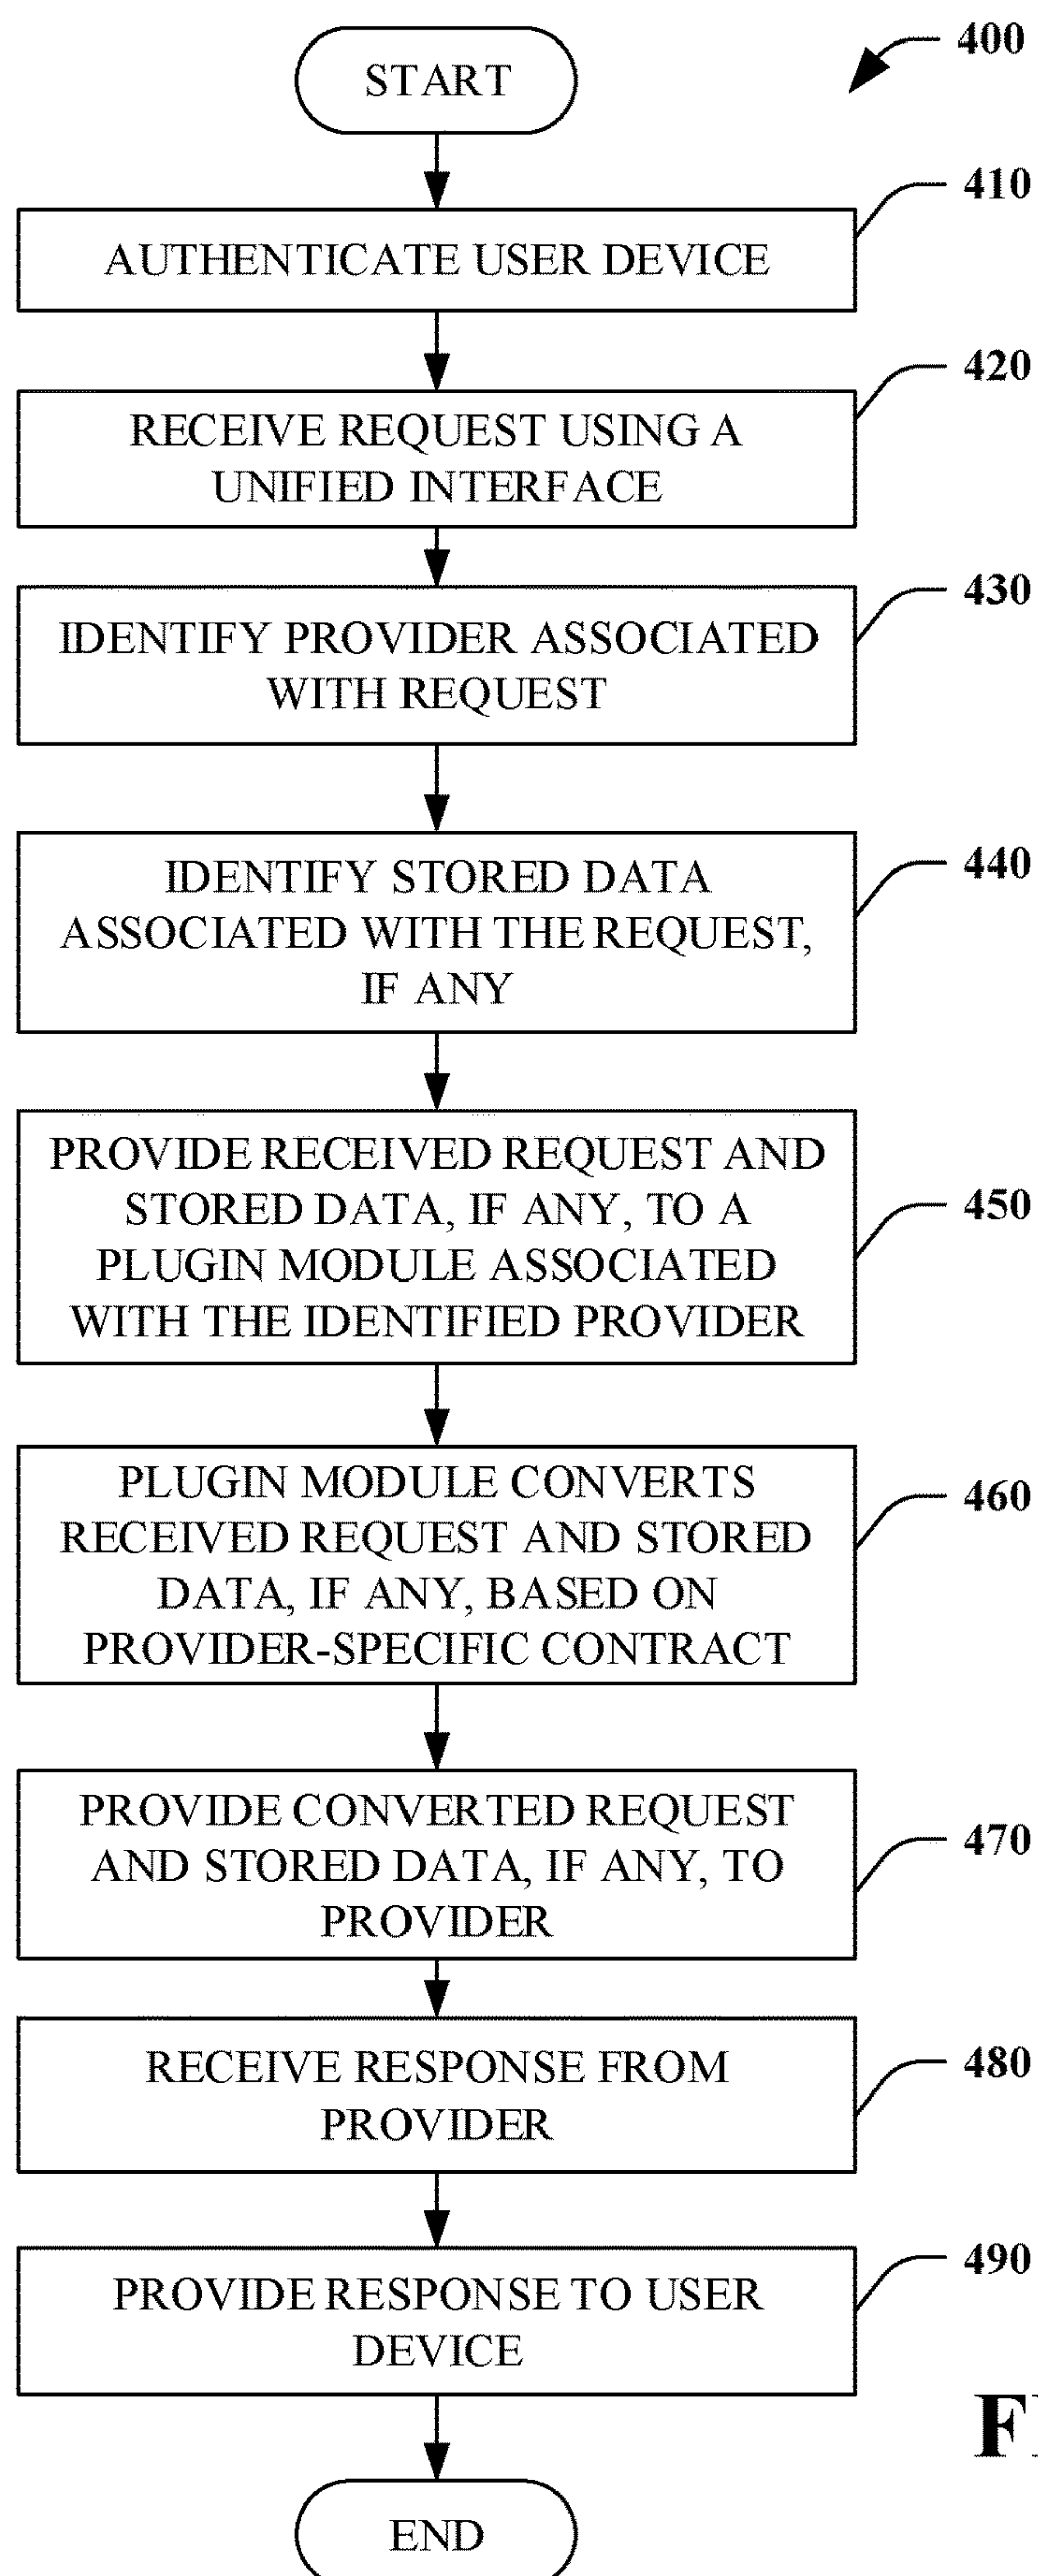 START
400
410
AUTHENTICATE USER DEVICE
420
RECEIVE REQUEST USING A
UNIFIED INTERFACE
430
IDENTIFY PROVIDER ASSOCIATED
WITH REQUEST
440
IDENTIFY STORED DATA
ASSOCIATED WITH THE REQUEST,
IF ANY
450
PROVIDE RECEIVED REQUEST AND
STORED DATA, IF ANY, TO A
PLUGIN MODULE ASSOCIATED
WITH THE IDENTIFIED PROVIDER
460
PLUGIN MODULE CONVERTS
RECEIVED REQUEST AND STORED
DATA, IF ANY, BASED ON
PROVIDER-SPECIFIC CONTRACT
470
PROVIDE CONVERTED REQUEST
AND STORED DATA, IF ANY, TO
PROVIDER
480
RECEIVE RESPONSE FROM
PROVIDER
490
PROVIDE RESPONSE TO USER
DEVICE
END